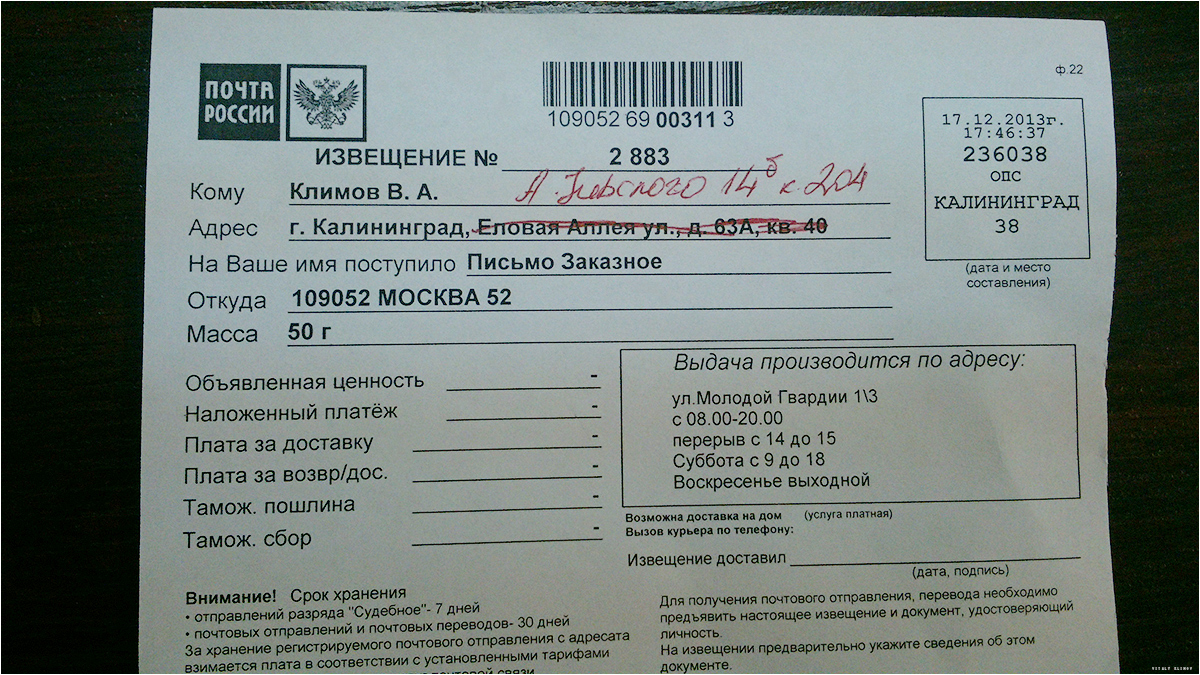 ПОЧТА
РОССИИ
109052 69 00311 3
ф.22
17.12.2013г.
17:46:37
236038
ОПС
КАЛИНИНГРАД
38
(дата и место
составления)
ИЗВЕЩЕНИЕ № 2 883
Кому Климов В. А.
А. Невского 14б к. 204
Адрес г. Калининград, Еловая Аллея ул., д. 63А, кв. 40
На Ваше имя поступило Письмо Заказное
Откуда 109052 МОСКВА 52
Масса 50 г
Объявленная ценность -
Наложенный платёж -
Плата за доставку -
Плата за возвр/дос. -
Тамож. пошлина -
Тамож. сбор -
Выдача производится по адресу:
ул.Молодой Гвардии 1\3
с 08.00-20.00
перерыв с 14 до 15
Суббота с 9 до 18
Воскресенье выходной
Возможна доставка на дом (услуга платная)
Вызов курьера по телефону:
Извещение доставил
(дата, подпись)
Внимание! Срок хранения
• отправлений разряда "Судебное"- 7 дней
• почтовых отправлений и почтовых переводов- 30 дней
За хранение регистрируемого почтового отправления с адресата
взимается плата в соответствии с установленными тарифами
почтовой связи
Для получения почтового отправления, перевода необходимо
предъявить настоящее извещение и документ, удостоверяющий
личность.
На извещении предварительно укажите сведения об этом
документе.
VITALY KLIMOV